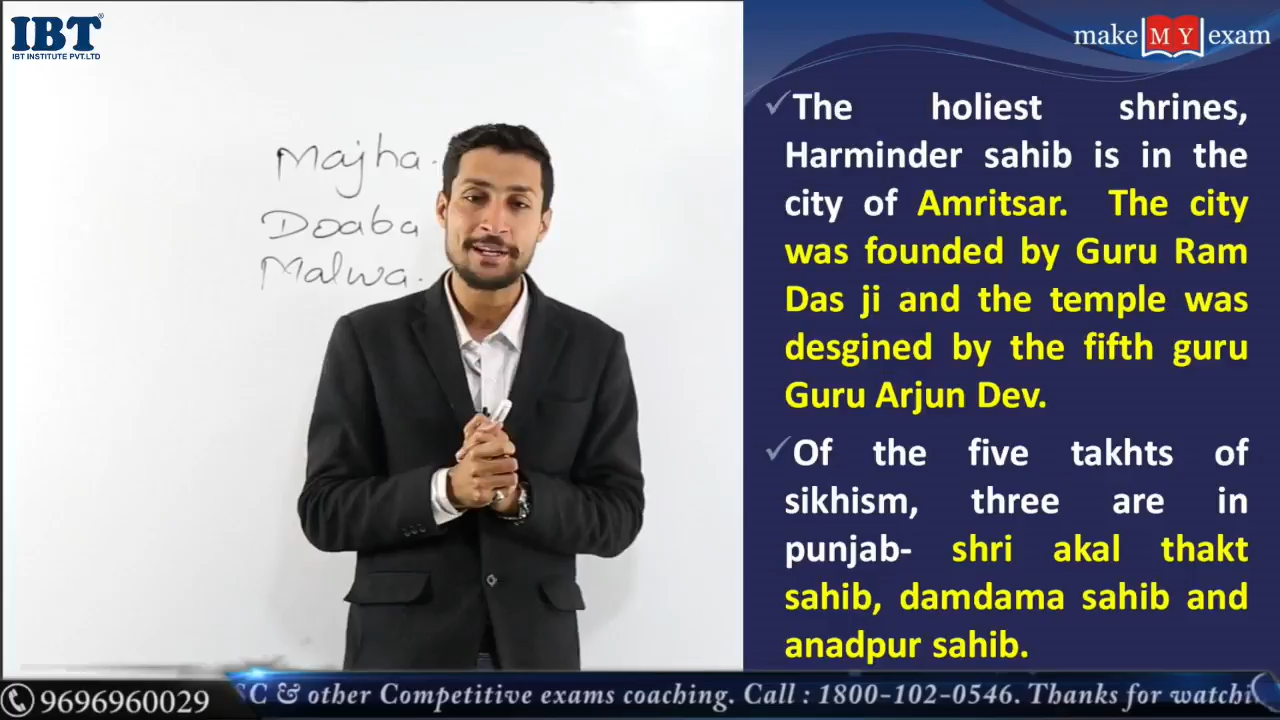 IBT
IBT INSTITUTE PVT.LTD
make MY exam
Majha.
Doaba
Malwa.
The holiest shrines,
Harminder sahib is in the
city of Amritsar. The city
was founded by Guru Ram
Das ji and the temple was
desgined by the fifth guru
Guru Arjun Dev.
Of the five takhts of
sikhism, three are in
punjab- shri akal thakt
sahib, damdama sahib and
anadpur sahib.
9696960029
SC & other Competitive exams coaching. Call : 1800-102-0546. Thanks for watchi